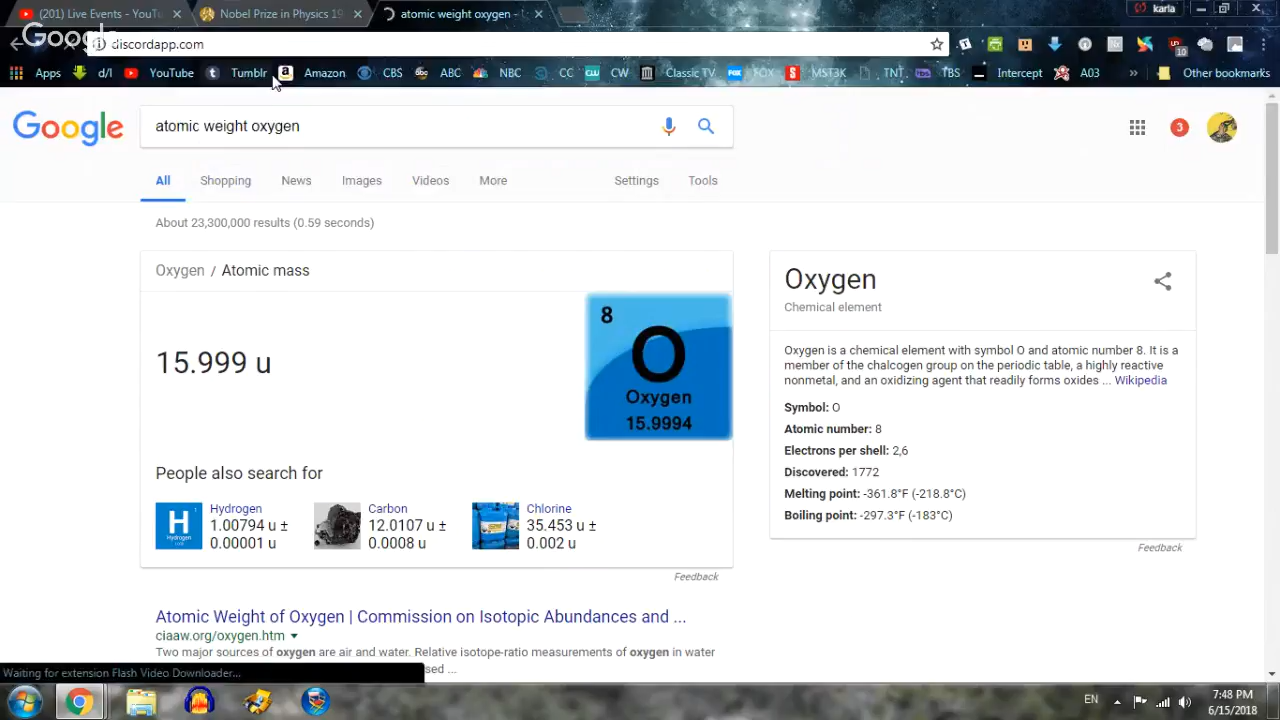 (201) Live Events - YouTu
Nobel Prize in Physics 19
atomic weight oxygen -
karla
Google
discordapp.com
10
Apps
d/l
YouTube
Tumblr
Amazon
CBS
ABC
NBC
CC
CW
Classic TV
FOX
MST3K
TNT
TBS
Intercept
A03
»
Other bookmarks
Google
atomic weight oxygen
3
All
Shopping
News
Images
Videos
More
Settings
Tools
About 23,300,000 results (0.59 seconds)
Oxygen / Atomic mass
15.999 u
8
O
Oxygen
15.9994
People also search for
H
Hydrogen
Hydrogen
1.00794 u ±
0.00001 u
Carbon
12.0107 u ±
0.0008 u
Chlorine
35.453 u ±
0.002 u
Feedback
Oxygen
Chemical element
Oxygen is a chemical element with symbol O and atomic number 8. It is a
member of the chalcogen group on the periodic table, a highly reactive
nonmetal, and an oxidizing agent that readily forms oxides ... Wikipedia
Symbol: O
Atomic number: 8
Electrons per shell: 2,6
Discovered: 1772
Melting point: -361.8°F (-218.8°C)
Boiling point: -297.3°F (-183°C)
Feedback
Atomic Weight of Oxygen | Commission on Isotopic Abundances and ...
ciaaw.org/oxygen.htm
Two major sources of oxygen are air and water. Relative isotope-ratio measurements of oxygen in water
sed ...
Waiting for extension Flash Video Downloader...
EN
7:48 PM
6/15/2018